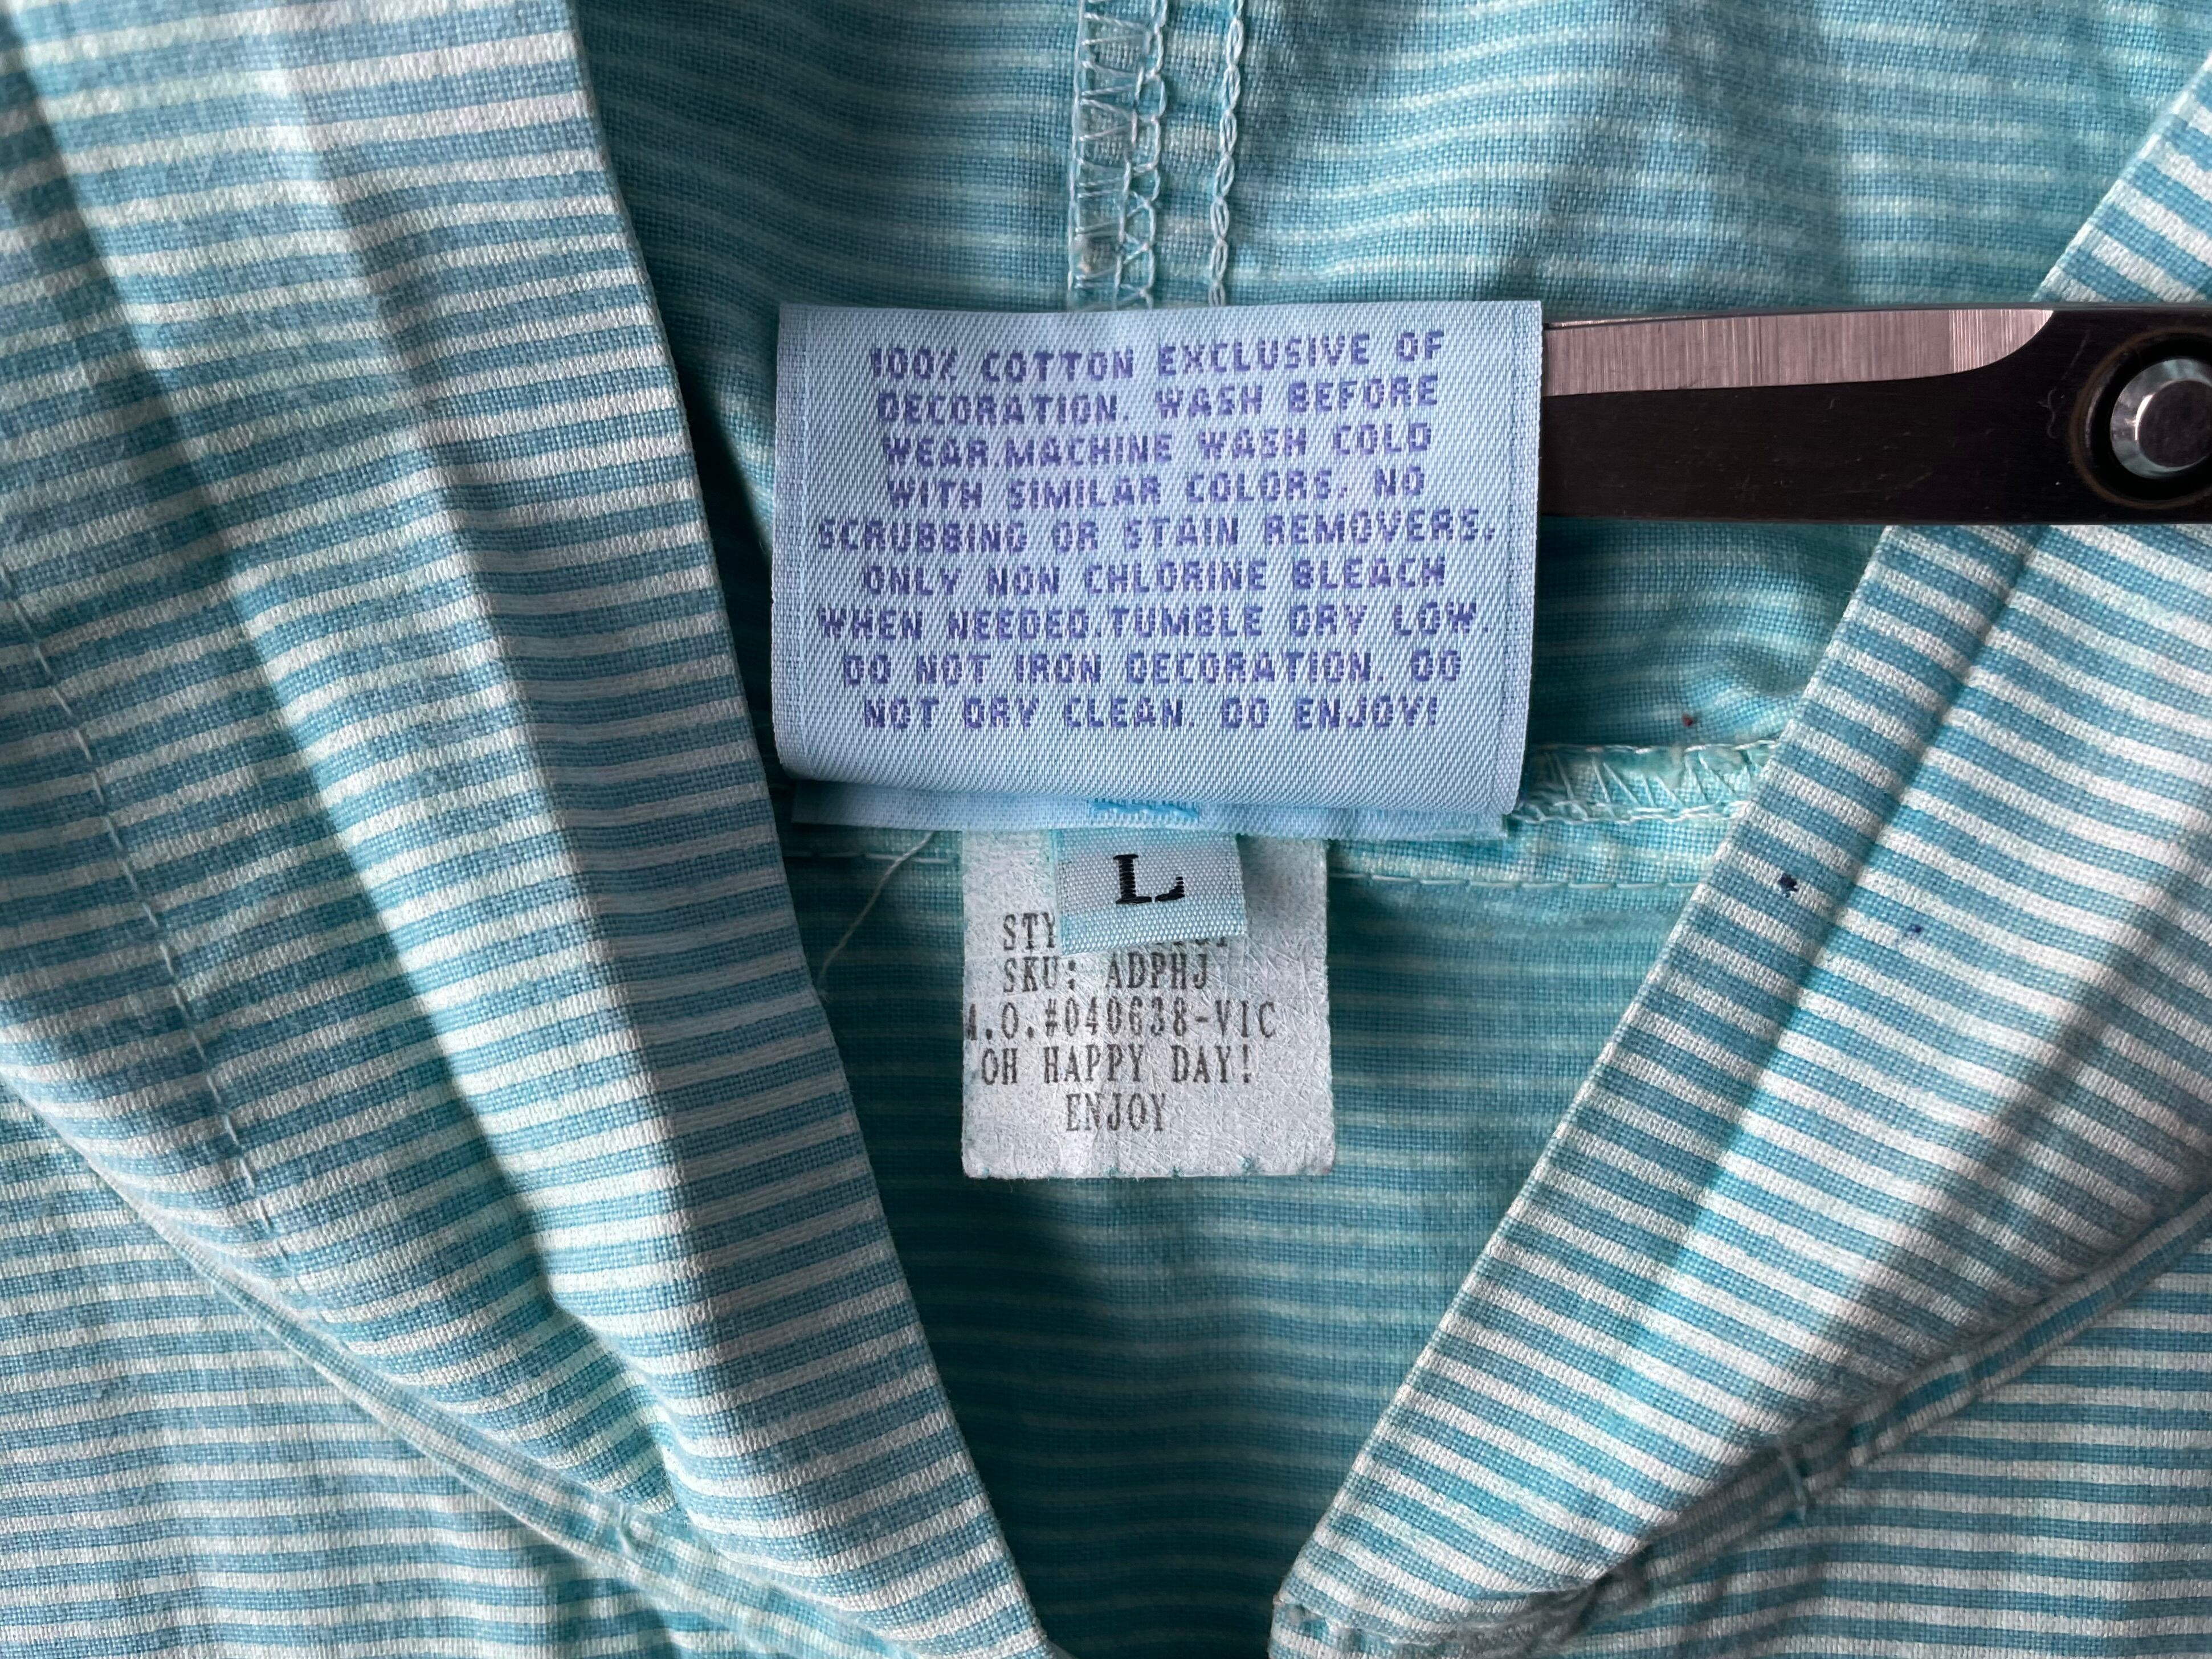 100% COTTON EXCLUSIVE OF
DECORATION. WASH BEFORE
WEAR.MACHINE WASH COLD
WITH SIMILAR COLORS. NO
SCRUBBING OR STAIN REMOVERS.
ONLY NON CHLORINE BLEACH
WHEN NEEDED.TUMBLE DRY LOW.
DO NOT IRON DECORATION. DO
NOT DRY CLEAN. DO ENJOY!
L
STY
SKU: ADPHJ
.O.#040638-VIC
OH HAPPY DAY!
ENJOY